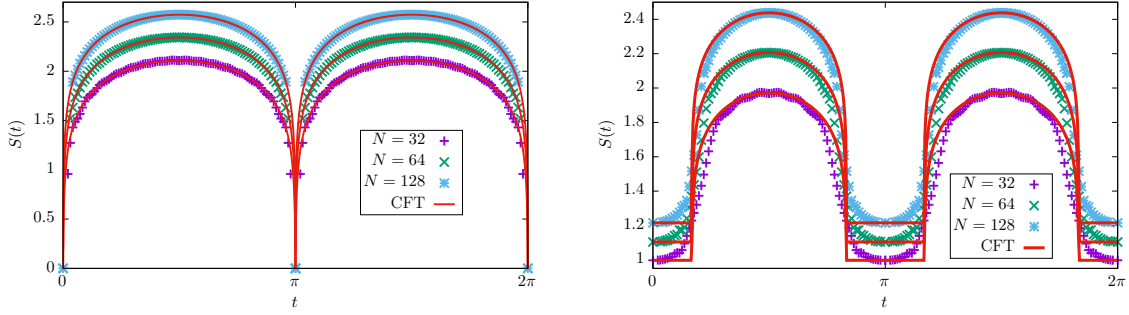 S(t)
2.5
2
1.5
1
0.5
0
0
π
2π
t
N = 32
N = 64
N = 128
CFT
S(t)
2.4
2.2
2
1.8
1.6
1.4
1.2
1
0
π
2π
t
N = 32
N = 64
N = 128
CFT